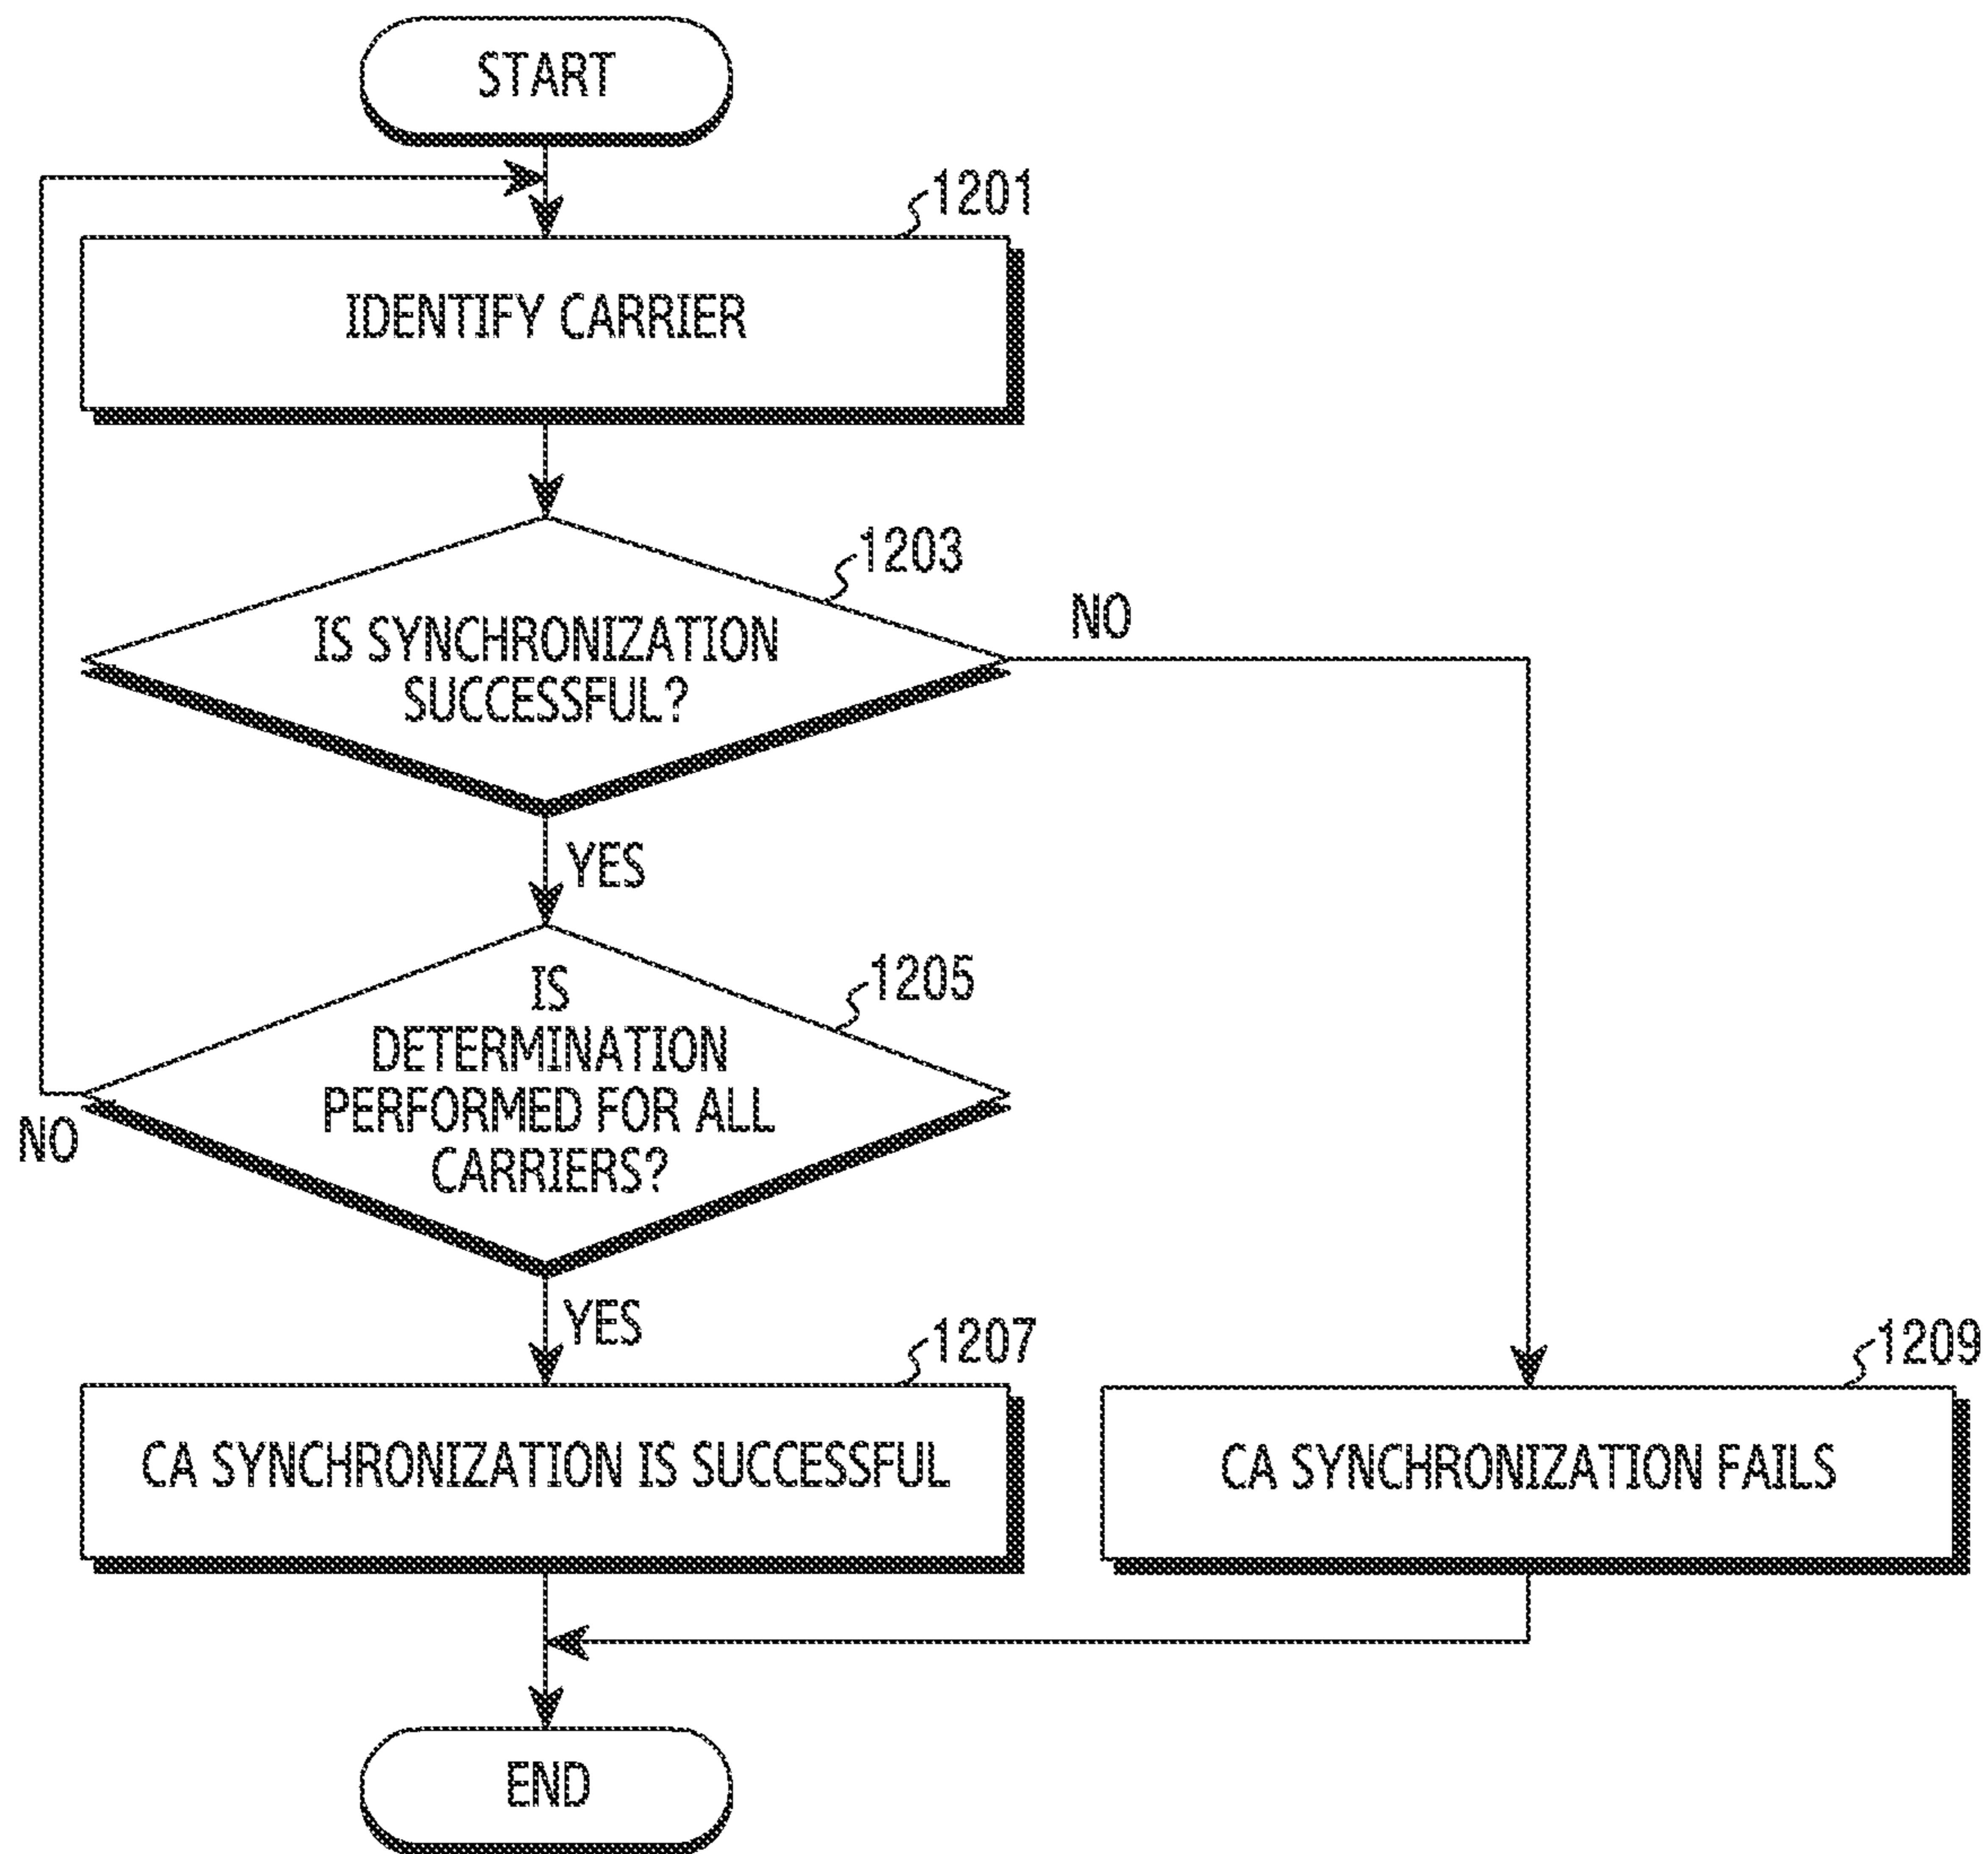 START
1201
IDENTIFY CARRIER
1203
IS SYNCHRONIZATION
SUCCESSFUL?
NO
YES
1205
IS
DETERMINATION
PERFORMED FOR ALL
CARRIERS?
NO
YES
1207
CA SYNCHRONIZATION IS SUCCESSFUL
1209
CA SYNCHRONIZATION FAILS
END